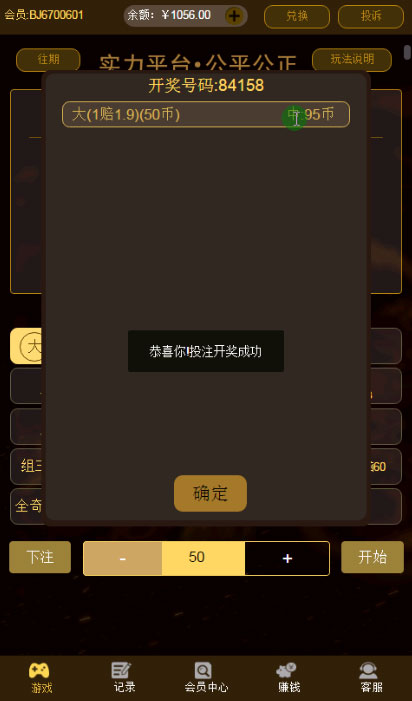 会员:BJ6700601
余额：￥1056.00
兑换
投诉
往期
实力平台·公平公正
玩法说明
开奖号码:84158
大(1赔1.9)(50币)
中:95币
大
恭喜你!投注开奖成功
组三
60
全奇
确定
下注
-
50
+
开始
游戏
记录
会员中心
赚钱
客服